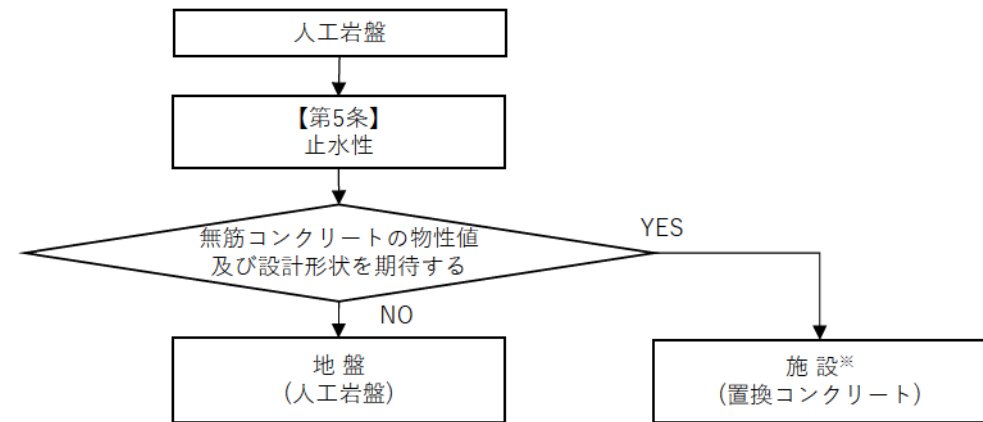 人工岩盤
【第5条】
止水性
無筋コンクリートの物性値
及び設計形状を期待する
YES
NO
地 盤
(人工岩盤)
施 設※
(置換コンクリート)